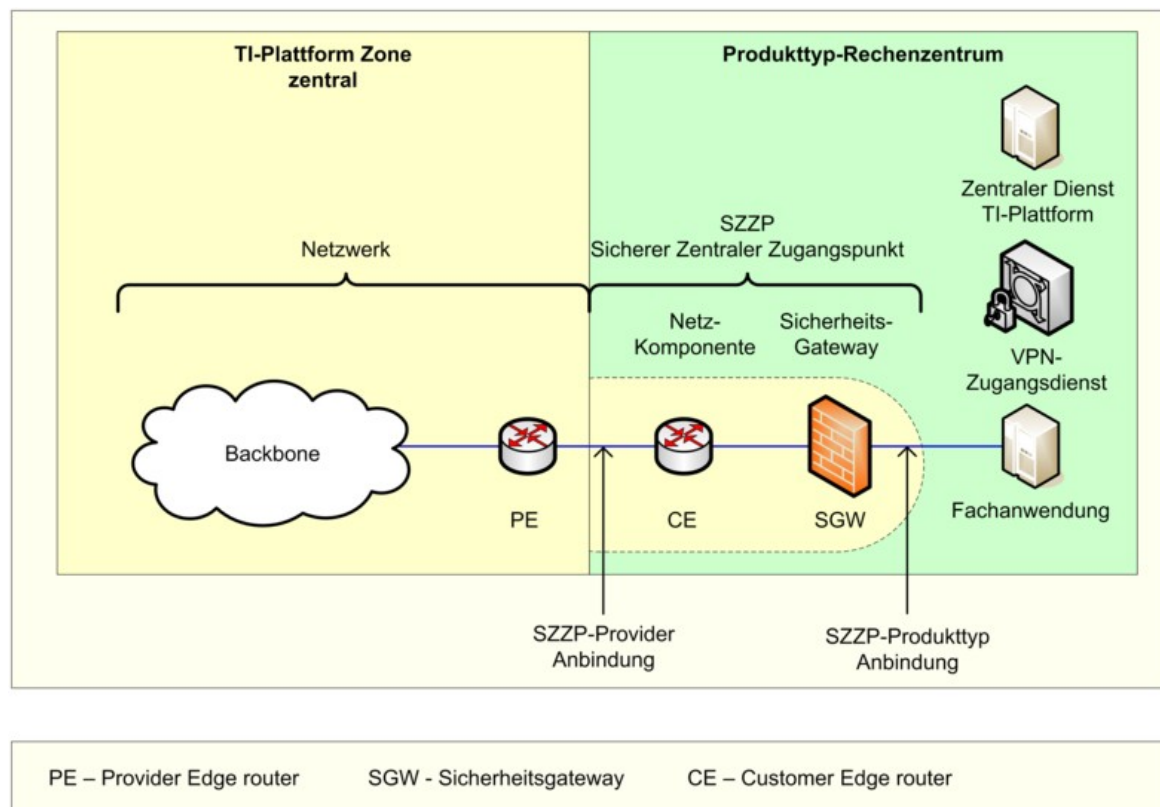 TI-Plattform Zone
zentral
Produkttyp-Rechenzentrum
Zentraler Dienst
TI-Plattform
Netzwerk
SZZP
Sicherer Zentraler Zugangspunkt
Netz-
Komponente
Sicherheits-
Gateway
VPN-
Zugangsdienst
Backbone
PE
CE
SGW
Fachanwendung
SZZP-Provider
Anbindung
SZZP-Produkttyp
Anbindung
PE – Provider Edge router
SGW - Sicherheitsgateway
CE – Customer Edge router